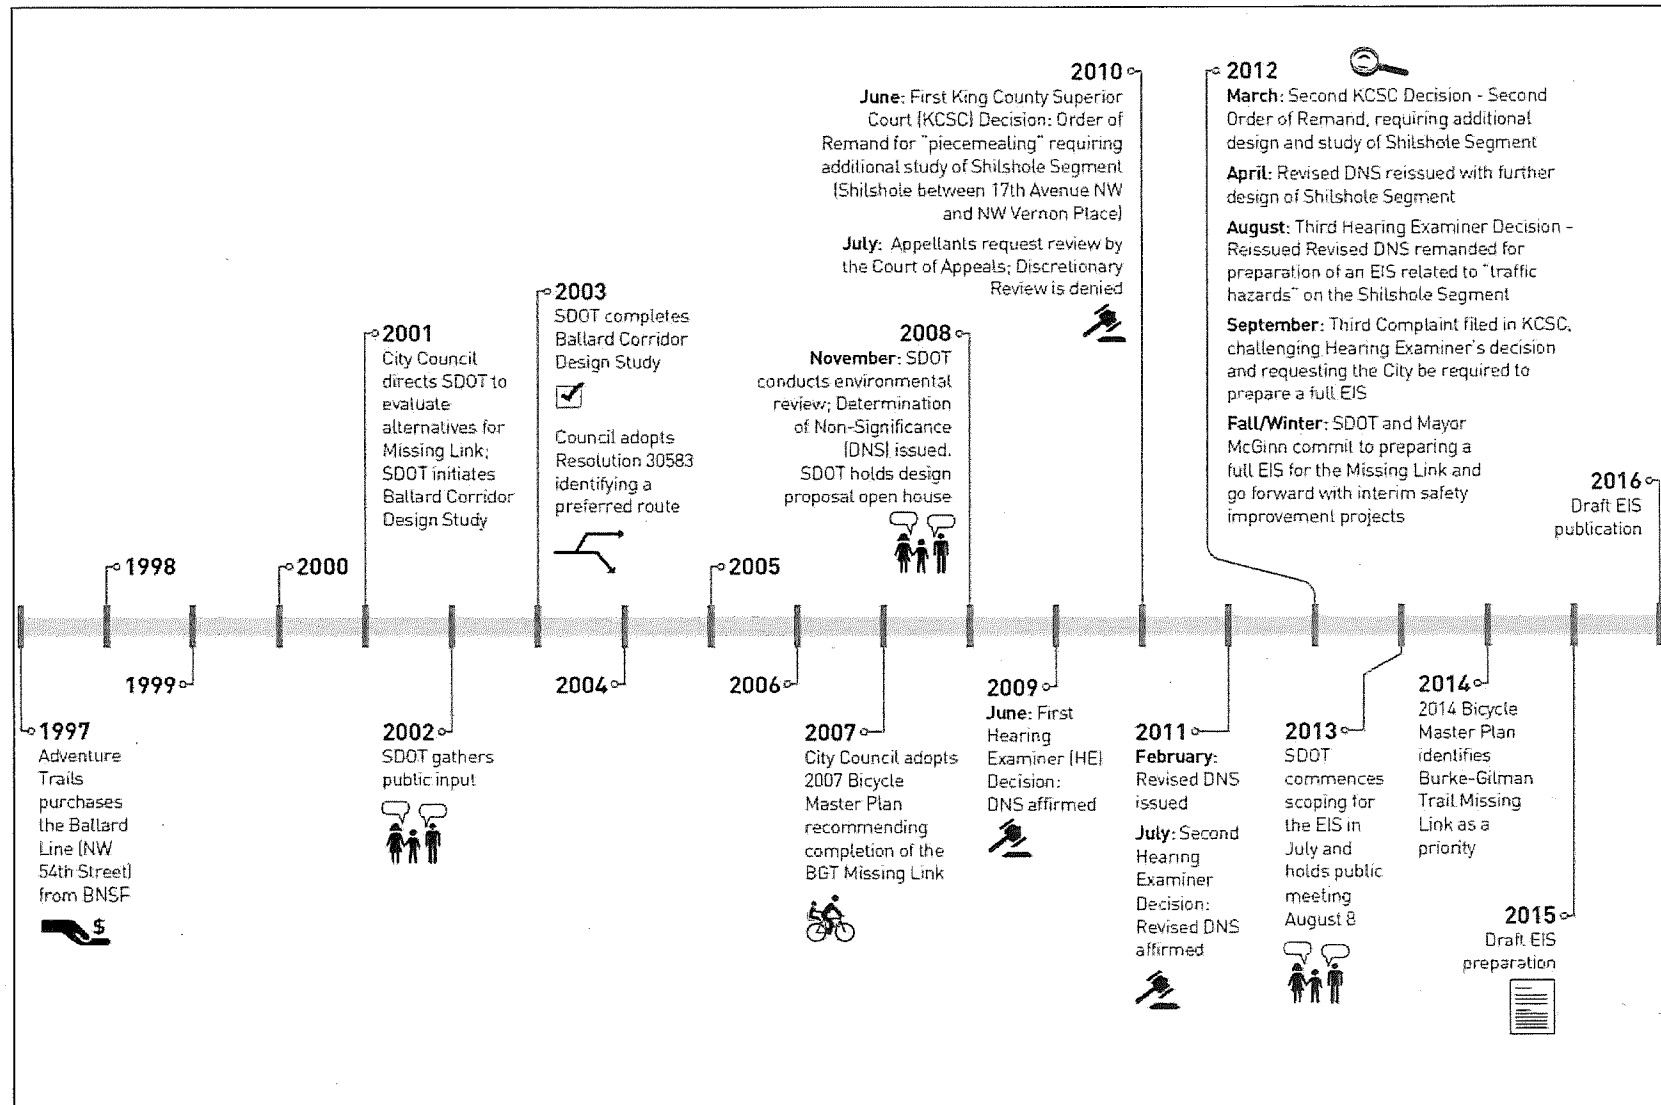 2010
June: First King County Superior
Court (KCSC) Decision: Order of
Remand for "piecemealing" requiring
additional study of Shilshole Segment
(Shilshole between 17th Avenue NW
and NW Vernon Place)
July: Appellants request review by
the Court of Appeals; Discretionary
Review is denied
2012
March: Second KCSC Decision - Second
Order of Remand, requiring additional
design and study of Shilshole Segment
April: Revised DNS reissued with further
design of Shilshole Segment
August: Third Hearing Examiner Decision -
Reissued Revised DNS remanded for
preparation of an EIS related to "traffic
hazards" on the Shilshole Segment
September: Third Complaint filed in KCSC,
challenging Hearing Examiner's decision
and requesting the City be required to
prepare a full EIS
Fall/Winter: SDOT and Mayor
McGinn commit to preparing a
full EIS for the Missing Link and
go forward with interim safety
improvement projects
2003
SDOT completes
Ballard Corridor
Design Study
Council adopts
Resolution 30583
identifying a
preferred route
2001
City Council
directs SDOT to
evaluate
alternatives for
Missing Link;
SDOT initiates
Ballard Corridor
Design Study
2008
November: SDOT
conducts environmental
review; Determination
of Non-Significance
(DNS) issued.
SDOT holds design
proposal open house
2016
Draft EIS
publication
1998
2000
2005
1999
2004
2006
1997
Adventure
Trails
purchases
the Ballard
Line (NW
54th Street)
from BNSF
$
2002
SDOT gathers
public input
2007
City Council adopts
2007 Bicycle
Master Plan
recommending
completion of the
BGT Missing Link
2009
June: First
Hearing
Examiner (HE)
Decision:
DNS affirmed
2011
February:
Revised DNS
issued
July: Second
Hearing
Examiner
Decision:
Revised DNS
affirmed
2013
SDOT
commences
scoping for
the EIS in
July and
holds public
meeting
August 8
2014
2014 Bicycle
Master Plan
identifies
Burke-Gilman
Trail Missing
Link as a
priority
2015
Draft EIS
preparation